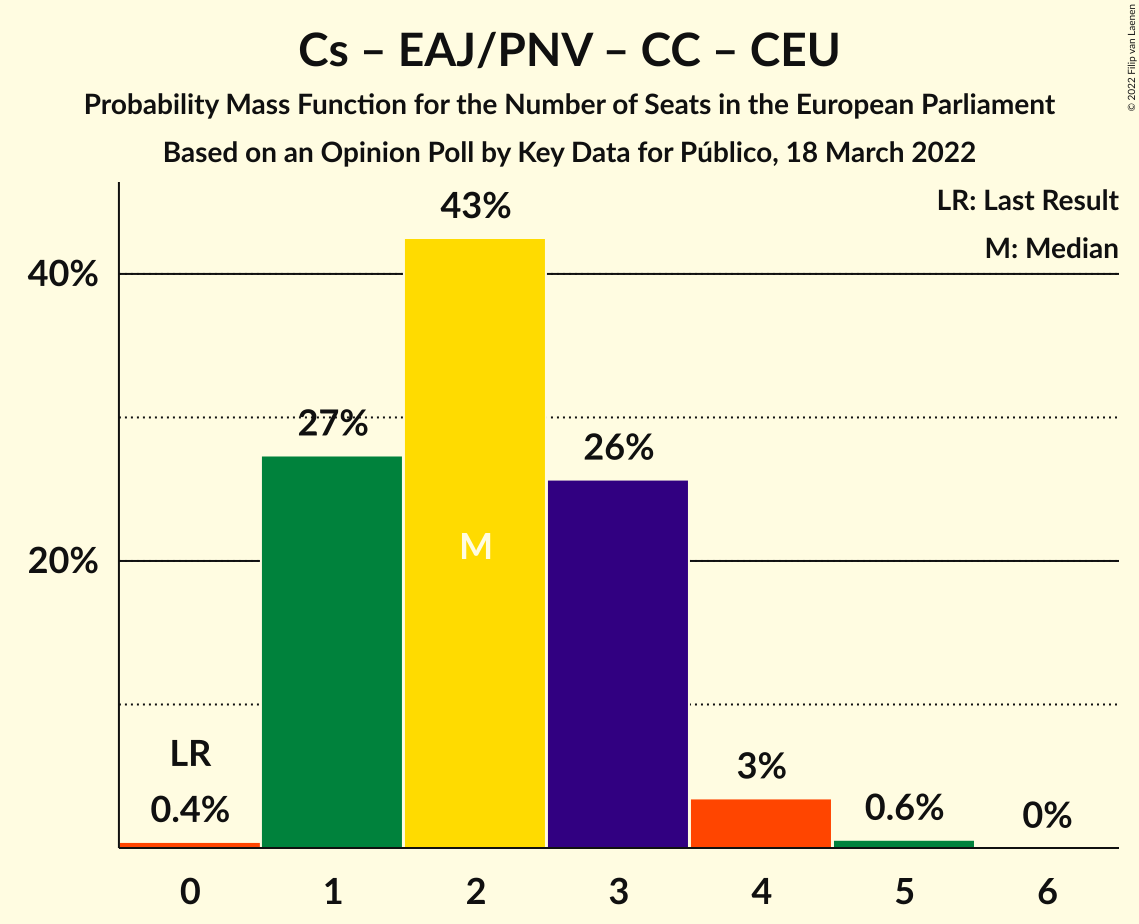 Cs – EAJ/PNV – CC – CEU
Probability Mass Function for the Number of Seats in the European Parliament
Based on an Opinion Poll by Key Data for Público, 18 March 2022
© 2022 Filip van Laenen
LR: Last Result
M: Median
43%
40%
27%
26%
M
20%
LR
0.4%
3%
0.6%
0%
0 1 2 3 4 5 6